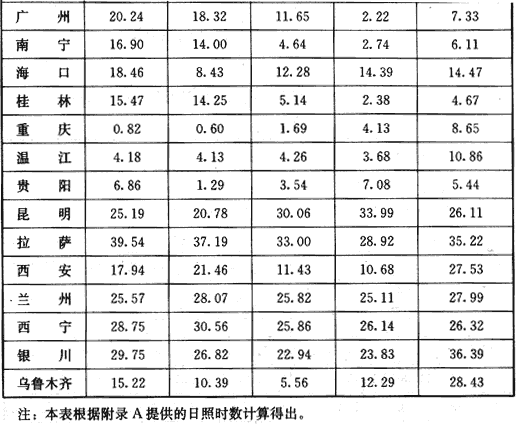 广 州 20.24 18.32 11.65 2.22 7.33
南 宁 16.90 14.00 4.64 2.74 6.11
海 口 18.46 8.43 12.28 14.39 14.47
桂 林 15.47 14.25 5.14 2.38 4.67
重 庆 0.82 0.60 1.69 4.13 8.65
温 江 4.18 4.13 4.26 3.68 10.86
贵 阳 6.86 1.29 3.54 7.08 5.44
昆 明 25.19 20.78 30.06 33.99 26.11
拉 萨 39.54 37.19 33.00 28.92 35.22
西 安 17.94 21.46 11.43 10.68 27.53
兰 州 25.57 28.07 25.82 25.11 27.99
西 宁 28.75 30.56 25.86 26.14 26.32
银 川 29.75 26.82 22.94 23.83 36.39
乌鲁木齐 15.22 10.39 5.56 12.29 28.43
注：本表根据附录 A 提供的日照时数计算得出。